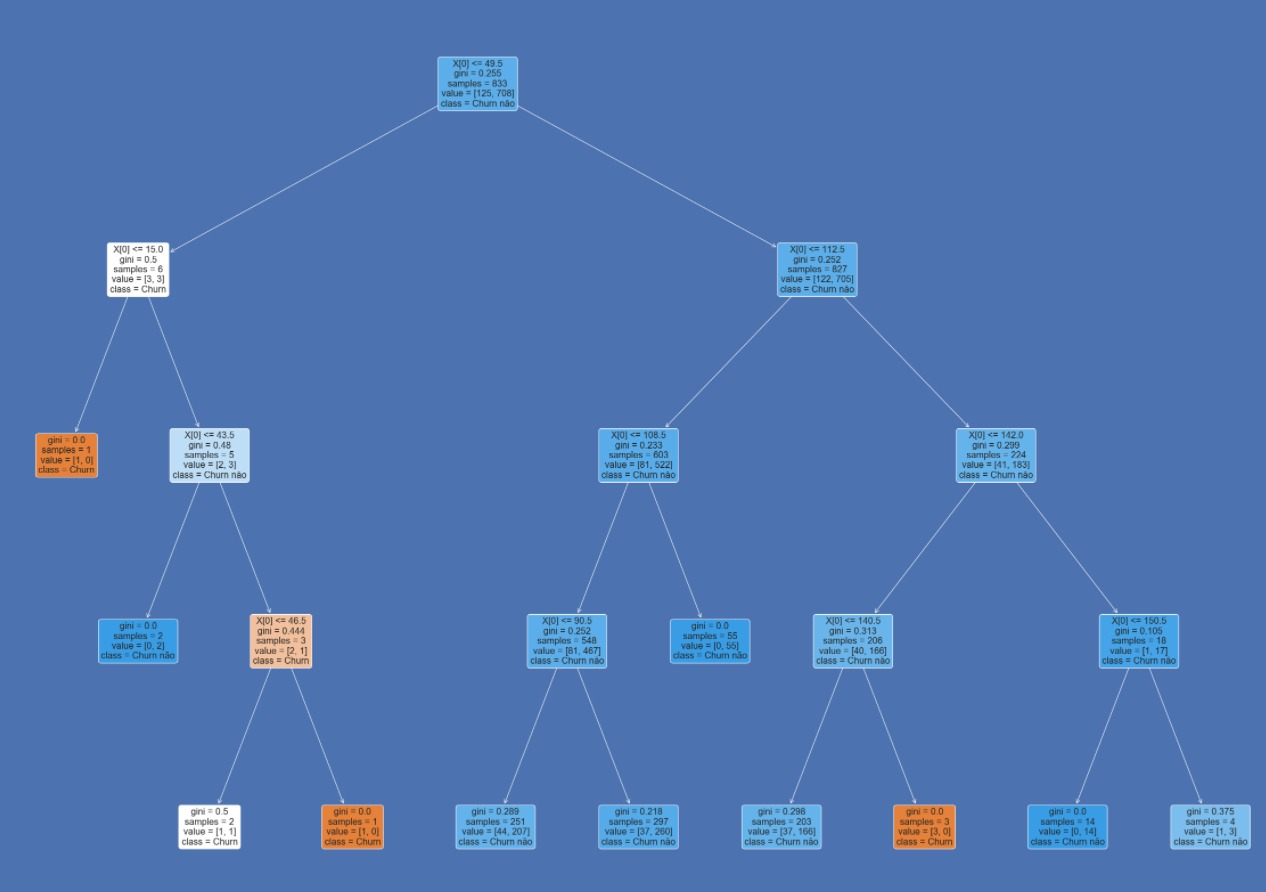 X[0] <= 49.5
gini = 0.255
samples = 833
value = [125, 708]
class = Churn não
X[0] <= 15.0
gini = 0.5
samples = 6
value = [3, 3]
class = Churn
X[0] <= 112.5
gini = 0.252
samples = 827
value = [122, 705]
class = Churn não
gini = 0.0
samples = 1
value = [1, 0]
class = Churn
X[0] <= 43.5
gini = 0.48
samples = 5
value = [2, 3]
class = Churn não
X[0] <= 108.5
gini = 0.233
samples = 603
value = [81, 522]
class = Churn não
X[0] <= 142.0
gini = 0.299
samples = 224
value = [41, 183]
class = Churn não
gini = 0.0
samples = 2
value = [0, 2]
class = Churn não
X[0] <= 46.5
gini = 0.444
samples = 3
value = [2, 1]
class = Churn
X[0] <= 90.5
gini = 0.252
samples = 548
value = [81, 467]
class = Churn não
gini = 0.0
samples = 55
value = [0, 55]
class = Churn não
X[0] <= 140.5
gini = 0.313
samples = 206
value = [40, 166]
class = Churn não
X[0] <= 150.5
gini = 0.105
samples = 18
value = [1, 17]
class = Churn não
gini = 0.5
samples = 2
value = [1, 1]
class = Churn
gini = 0.0
samples = 1
value = [1, 0]
class = Churn
gini = 0.289
samples = 251
value = [44, 207]
class = Churn não
gini = 0.218
samples = 297
value = [37, 260]
class = Churn não
gini = 0.298
samples = 203
value = [37, 166]
class = Churn não
gini = 0.0
samples = 3
value = [3, 0]
class = Churn
gini = 0.0
samples = 14
value = [0, 14]
class = Churn não
gini = 0.375
samples = 4
value = [1, 3]
class = Churn não